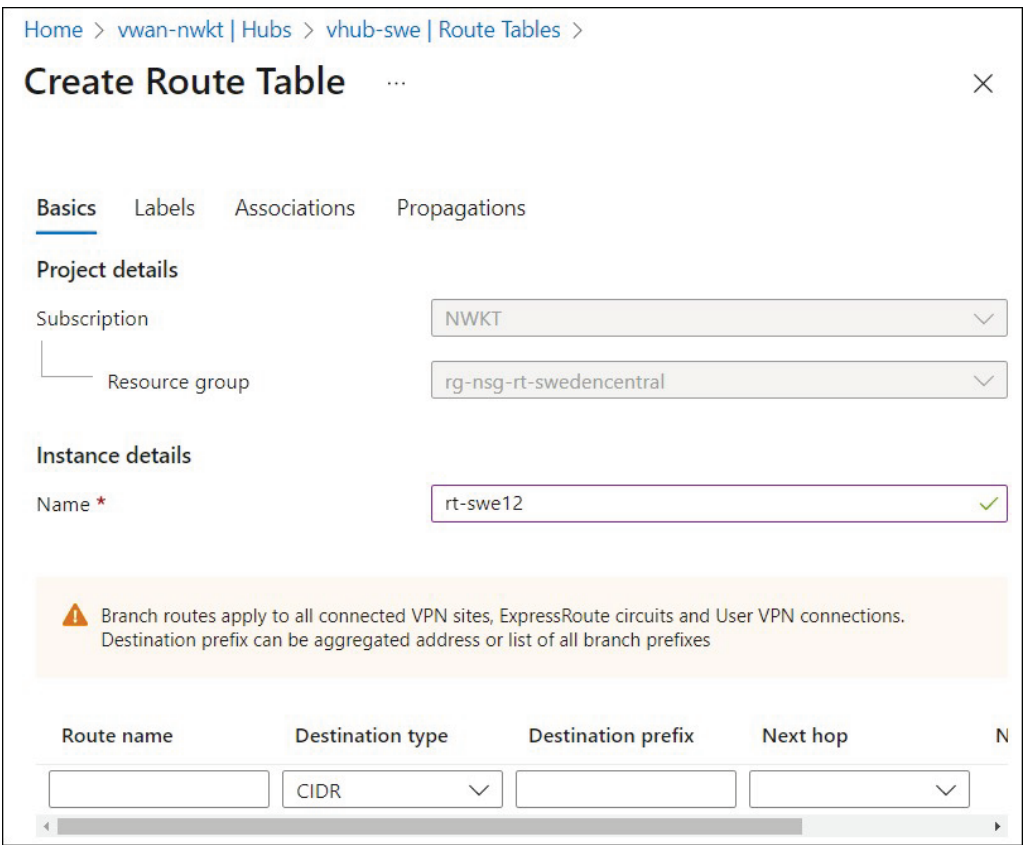 Home > vwan-nwkt | Hubs > vhub-swe | Route Tables >
Create Route Table ...
Basics Labels Associations Propagations
Project details
Subscription NWKT
Resource group rg-nsg-rt-swedencentral
Instance details
Name * rt-swe12
Branch routes apply to all connected VPN sites, ExpressRoute circuits and User VPN connections.
Destination prefix can be aggregated address or list of all branch prefixes
Route name Destination type Destination prefix Next hop N
CIDR